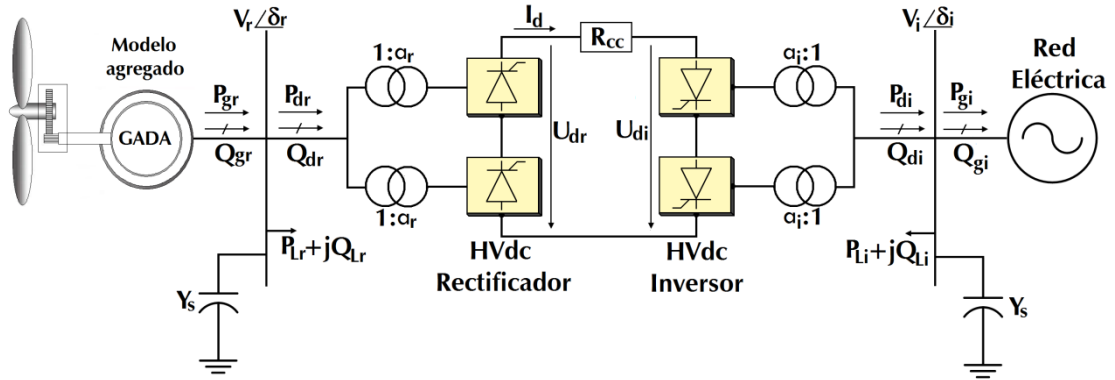 Modelo
agregado
GADA
Pgr
Qgr
Vr/δr
Pdr
Qdr
PLr+jQLr
Ys
1:ar
1:ar
Id
Rcc
Udr
Udi
HVdc
Rectificador
HVdc
Inversor
ai:1
ai:1
Vi/δi
Pdi
Qdi
Pgi
Qgi
PLi+jQLi
Ys
Red
Eléctrica